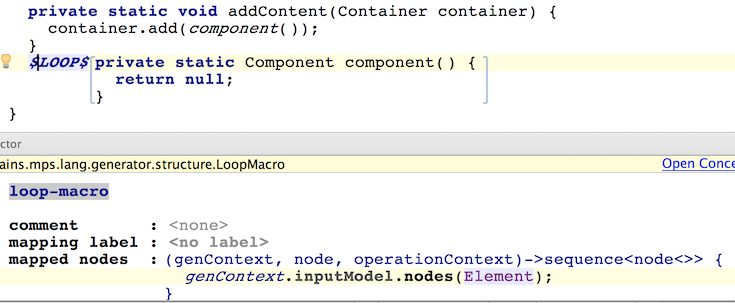 private static void addContent(Container container) {
container.add(component());
}
$LOOP$ private static Component component() {
return null;
}
}
ctor
ains.mps.lang.generator.structure.LoopMacro Open Conce
loop-macro
comment : <none>
mapping label : <no label>
mapped nodes : (genContext, node, operationContext)->sequence<node<>> {
genContext.inputModel.nodes(Element);
}